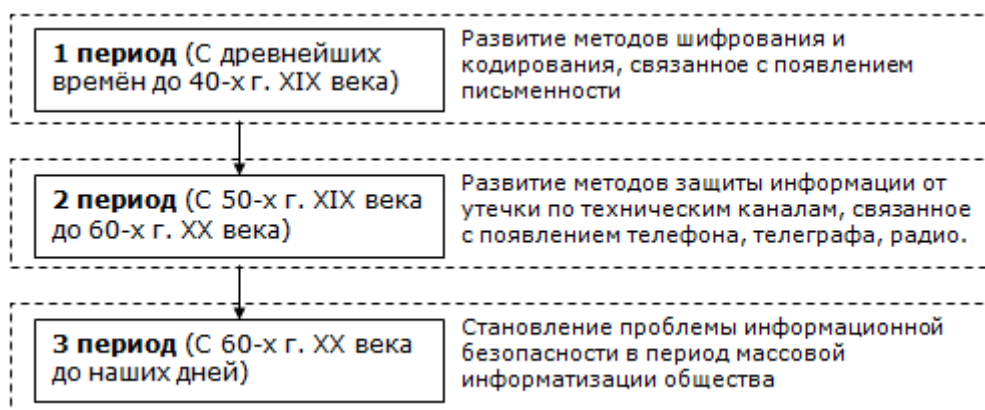 1 период (С древнейших
времён до 40-х г. XIX века)
Развитие методов шифрования и
кодирования, связанное с появлением
письменности
2 период (С 50-х г. XIX века
до 60-х г. XX века)
Развитие методов защиты информации от
утечки по техническим каналам, связанное
с появлением телефона, телеграфа, радио.
3 период (С 60-х г. XX века
до наших дней)
Становление проблемы информационной
безопасности в период массовой
информатизации общества